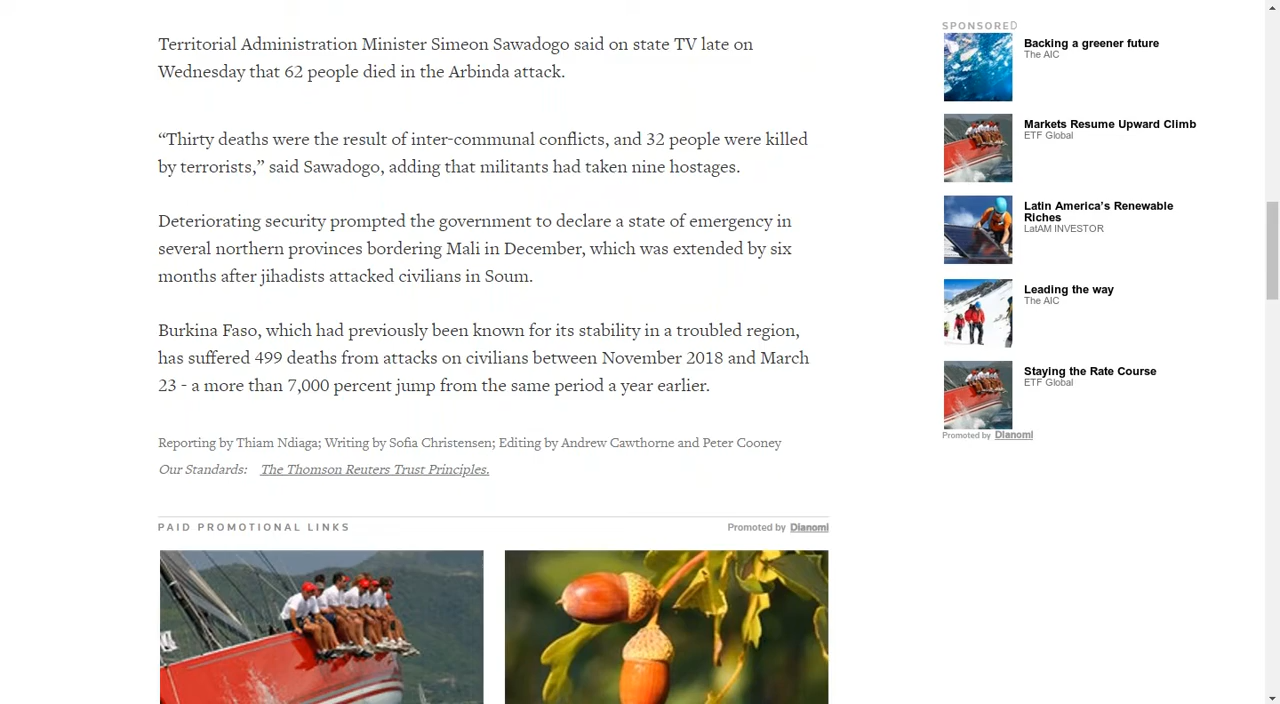 Territorial Administration Minister Simeon Sawadogo said on state TV late on
Wednesday that 62 people died in the Arbinda attack.
“Thirty deaths were the result of inter-communal conflicts, and 32 people were killed
by terrorists,” said Sawadogo, adding that militants had taken nine hostages.
Deteriorating security prompted the government to declare a state of emergency in
several northern provinces bordering Mali in December, which was extended by six
months after jihadists attacked civilians in Soum.
Burkina Faso, which had previously been known for its stability in a troubled region,
has suffered 499 deaths from attacks on civilians between November 2018 and March
23 - a more than 7,000 percent jump from the same period a year earlier.
Reporting by Thiam Ndiaga; Writing by Sofia Christensen; Editing by Andrew Cawthorne and Peter Cooney
Our Standards: The Thomson Reuters Trust Principles.
PAID PROMOTIONAL LINKS
Promoted by Dianomi
SPONSORED
Backing a greener future
The AIC
Markets Resume Upward Climb
ETF Global
Latin America’s Renewable
Riches
LatAM INVESTOR
Leading the way
The AIC
Staying the Rate Course
ETF Global
Promoted by Dianomi